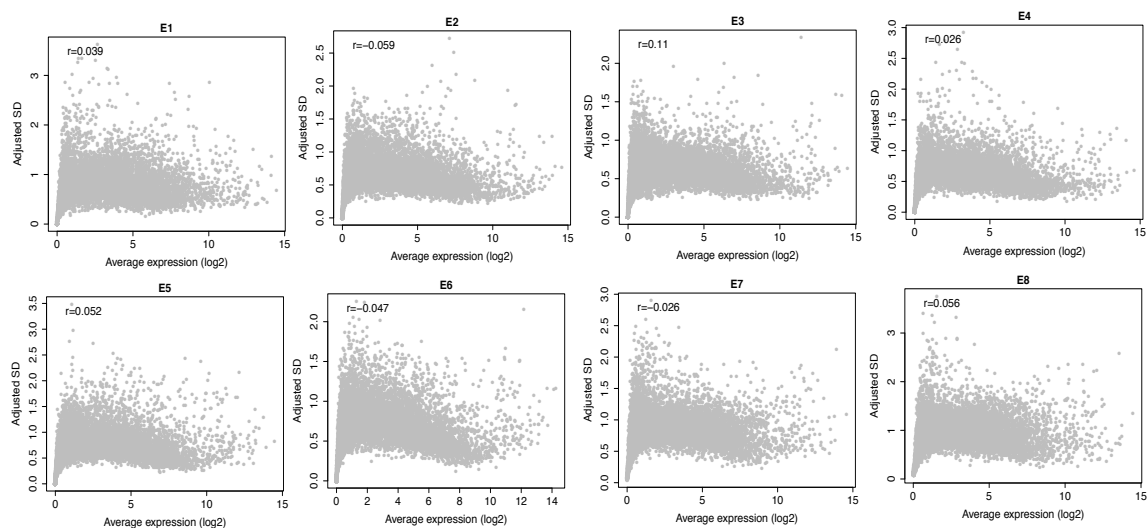 E1
r=0.039
Adjusted SD
0 1 2 3
0 5 10 15
Average expression (log2)
E2
r=−0.059
Adjusted SD
0.0 0.5 1.0 1.5 2.0 2.5
0 5 10 15
Average expression (log2)
E3
r=0.11
Adjusted SD
0.0 0.5 1.0 1.5 2.0
0 5 10 15
Average expression (log2)
E4
r=0.026
Adjusted SD
0.0 0.5 1.0 1.5 2.0 2.5 3.0
0 5 10 15
Average expression (log2)
E5
r=0.052
Adjusted SD
0.0 0.5 1.0 1.5 2.0 2.5 3.0 3.5
0 5 10 15
Average expression (log2)
E6
r=−0.047
Adjusted SD
0.0 0.5 1.0 1.5 2.0
0 2 4 6 8 10 12 14
Average expression (log2)
E7
r=−0.026
Adjusted SD
0.0 0.5 1.0 1.5 2.0 2.5 3.0
0 5 10 15
Average expression (log2)
E8
r=0.056
Adjusted SD
0 1 2 3
0 5 10 15
Average expression (log2)